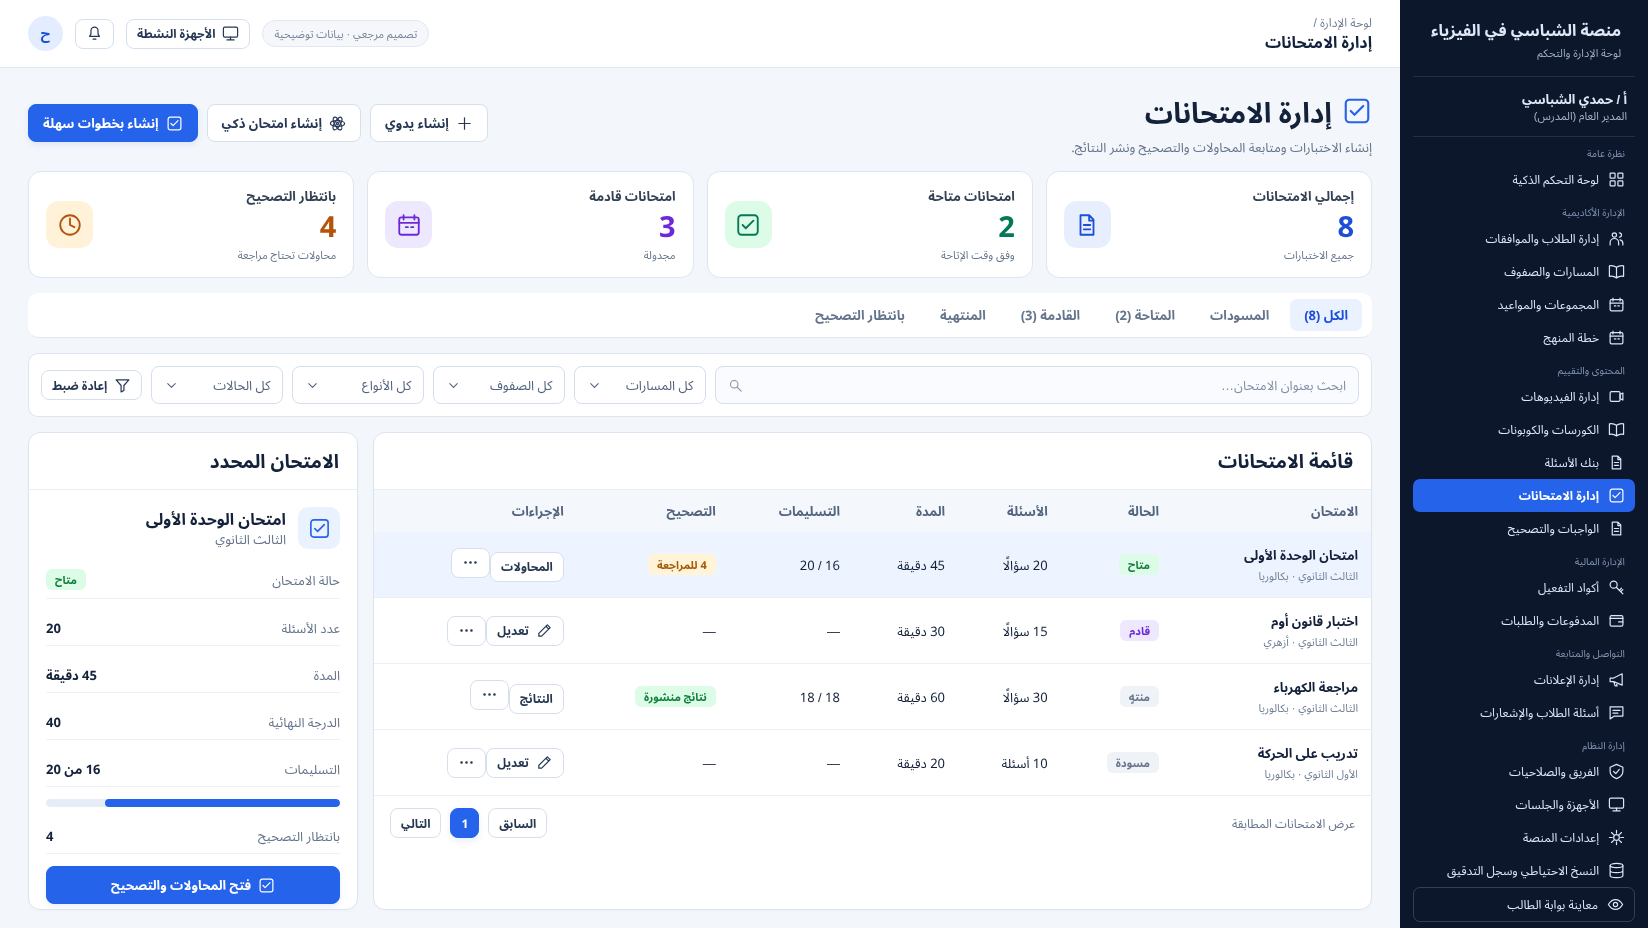 منصة الشباسي في الفيزياء
لوحة الإدارة والتحكم
أ / حمدي الشباسي
المدير العام (المدرس)
نظرة عامة
لوحة التحكم الذكية
الإدارة الأكاديمية
إدارة الطلاب والموافقات
المسارات والصفوف
المجموعات والمواعيد
خطة المنهج
المحتوى والتقييم
إدارة الفيديوهات
الكورسات والكوبونات
بنك الأسئلة
إدارة الامتحانات
الواجبات والتصحيح
الإدارة المالية
أكواد التفعيل
المدفوعات والطلبات
التواصل والمتابعة
إدارة الإعلانات
أسئلة الطلاب والإشعارات
إدارة النظام
الفريق والصلاحيات
الأجهزة والجلسات
إعدادات المنصة
النسخ الاحتياطي وسجل التدقيق
معاينة بوابة الطالب
لوحة الإدارة /
إدارة الامتحانات
تصميم مرجعي · بيانات توضيحية
الأجهزة النشطة
ح
إدارة الامتحانات
إنشاء الاختبارات ومتابعة المحاولات والتصحيح ونشر النتائج.
إنشاء يدوي
إنشاء امتحان ذكي
إنشاء بخطوات سهلة
إجمالي الامتحانات
8
جميع الاختبارات
امتحانات متاحة
2
وفق وقت الإتاحة
امتحانات قادمة
3
مجدولة
بانتظار التصحيح
4
محاولات تحتاج مراجعة
الكل (8)
المسودات
المتاحة (2)
القادمة (3)
المنتهية
بانتظار التصحيح
ابحث بعنوان الامتحان...
كل المسارات
كل الصفوف
كل الأنواع
كل الحالات
إعادة ضبط
قائمة الامتحانات
الامتحان الحالة الأسئلة المدة التسليمات التصحيح الإجراءات
امتحان الوحدة الأولى متاح 20 سؤالًا 45 دقيقة 16 / 20 4 للمراجعة المحاولات ...
الثالث الثانوي · بكالوريا
اختبار قانون أوم قادم 15 سؤالًا 30 دقيقة — — تعديل ...
الثالث الثانوي · أزهري
مراجعة الكهرباء منتهٍ 30 سؤالًا 60 دقيقة 18 / 18 نتائج منشورة النتائج ...
الثالث الثانوي · بكالوريا
تدريب على الحركة مسودة 10 أسئلة 20 دقيقة — — تعديل ...
الأول الثانوي · بكالوريا
عرض الامتحانات المطابقة
السابق 1 التالي
الامتحان المحدد
امتحان الوحدة الأولى
الثالث الثانوي
حالة الامتحان متاح
عدد الأسئلة 20
المدة 45 دقيقة
الدرجة النهائية 40
التسليمات 16 من 20
بانتظار التصحيح 4
فتح المحاولات والتصحيح